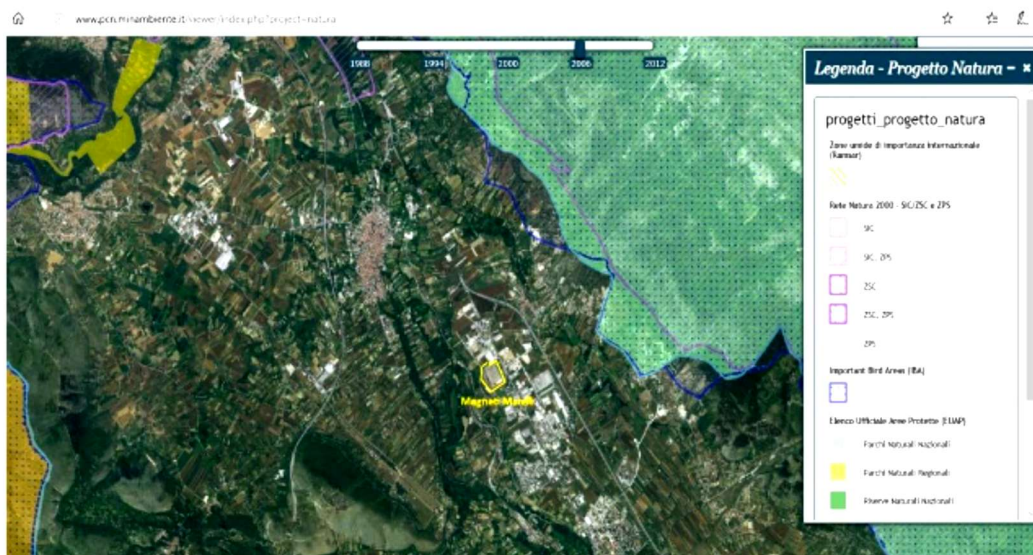 www.pcn.minambiente.it/viewer/index.php?project=natura
1988 1994 2000 2006 2012
Legenda - Progetto Natura
progetti_progetto_natura
Zone umide di importanza internazionale
(Ramsar)
Rete Natura 2000 - SIC/ZSC e ZPS
SIC
SIC, ZPS
ZSC
ZSC, ZPS
ZPS
Important Bird Areas (IBA)
Elenco Ufficiale Aree Protette (EUAP)
Parchi Naturali Nazionali
Parchi Naturali Regionali
Riserve Naturali Nazionali